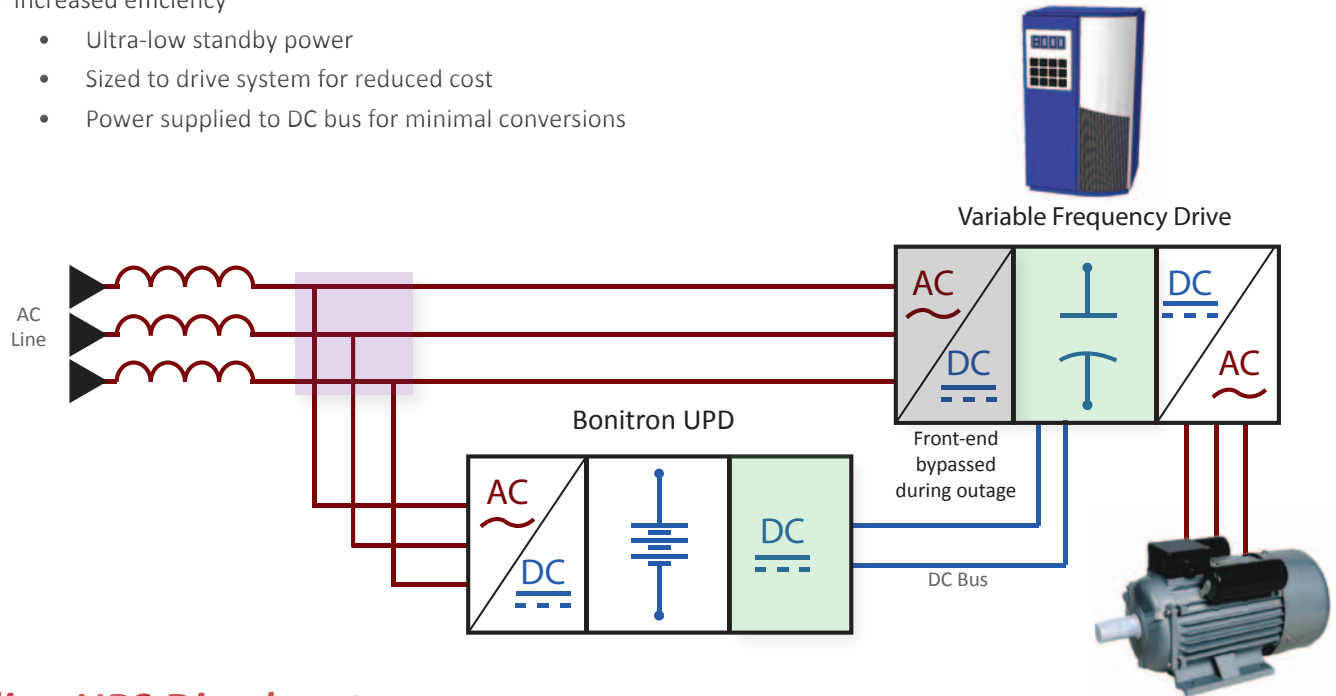 • Ultra-low standby power
• Sized to drive system for reduced cost
• Power supplied to DC bus for minimal conversions
Variable Frequency Drive
AC
Line
AC
DC
DC
AC
Front-end
bypassed
during outage
Bonitron UPD
AC
DC
DC
DC Bus